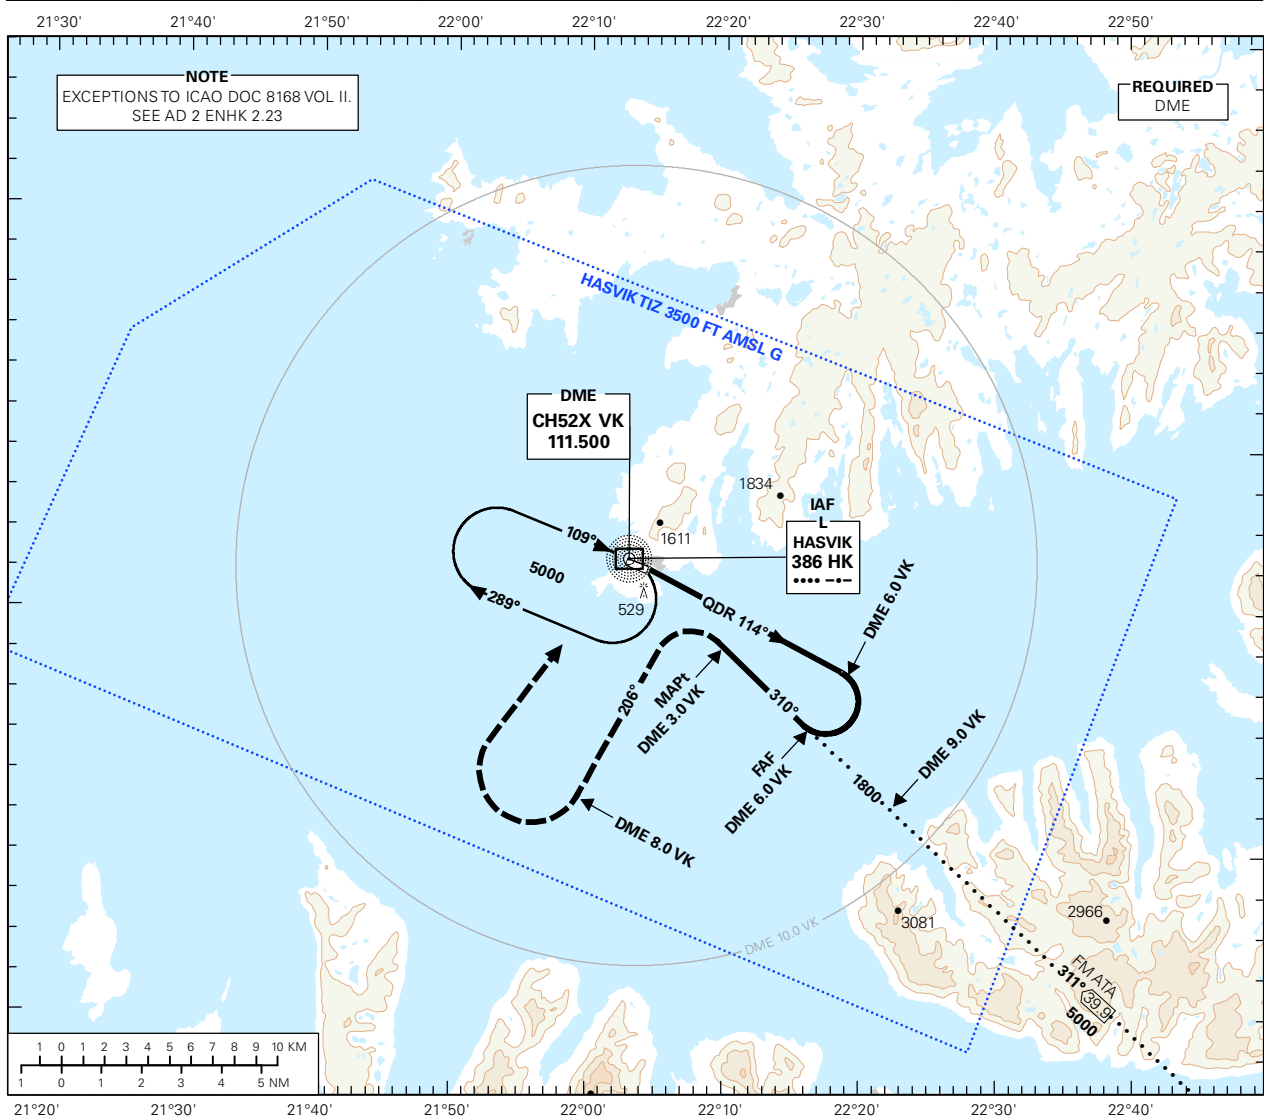 21°30'
21°40'
21°50'
22°00'
22°10'
22°20'
22°30'
22°40'
22°50'
NOTE
EXCEPTIONS TO ICAO DOC 8168 VOL II.
SEE AD 2 ENHK 2.23
REQUIRED
DME
HASVIK TIZ 3500 FT AMSL G
DME
CH52X VK
111.500
1834
1611
IAF
L
HASVIK
386 HK
109°
5000
289°
529
QDR 114°
DME 6.0 VK
206°
MAPt
DME 3.0 VK
310°
FAF
DME 6.0 VK
DME 9.0 VK
1800
DME 8.0 VK
DME 10.0 VK
3081
2966
FM ATA
311°
39.9
5000
1 0 1 2 3 4 5 6 7 8 9 10 KM
1 0 1 2 3 4 5 NM
21°20'
21°30'
21°40'
21°50'
22°00'
22°10'
22°20'
22°30'
22°40'